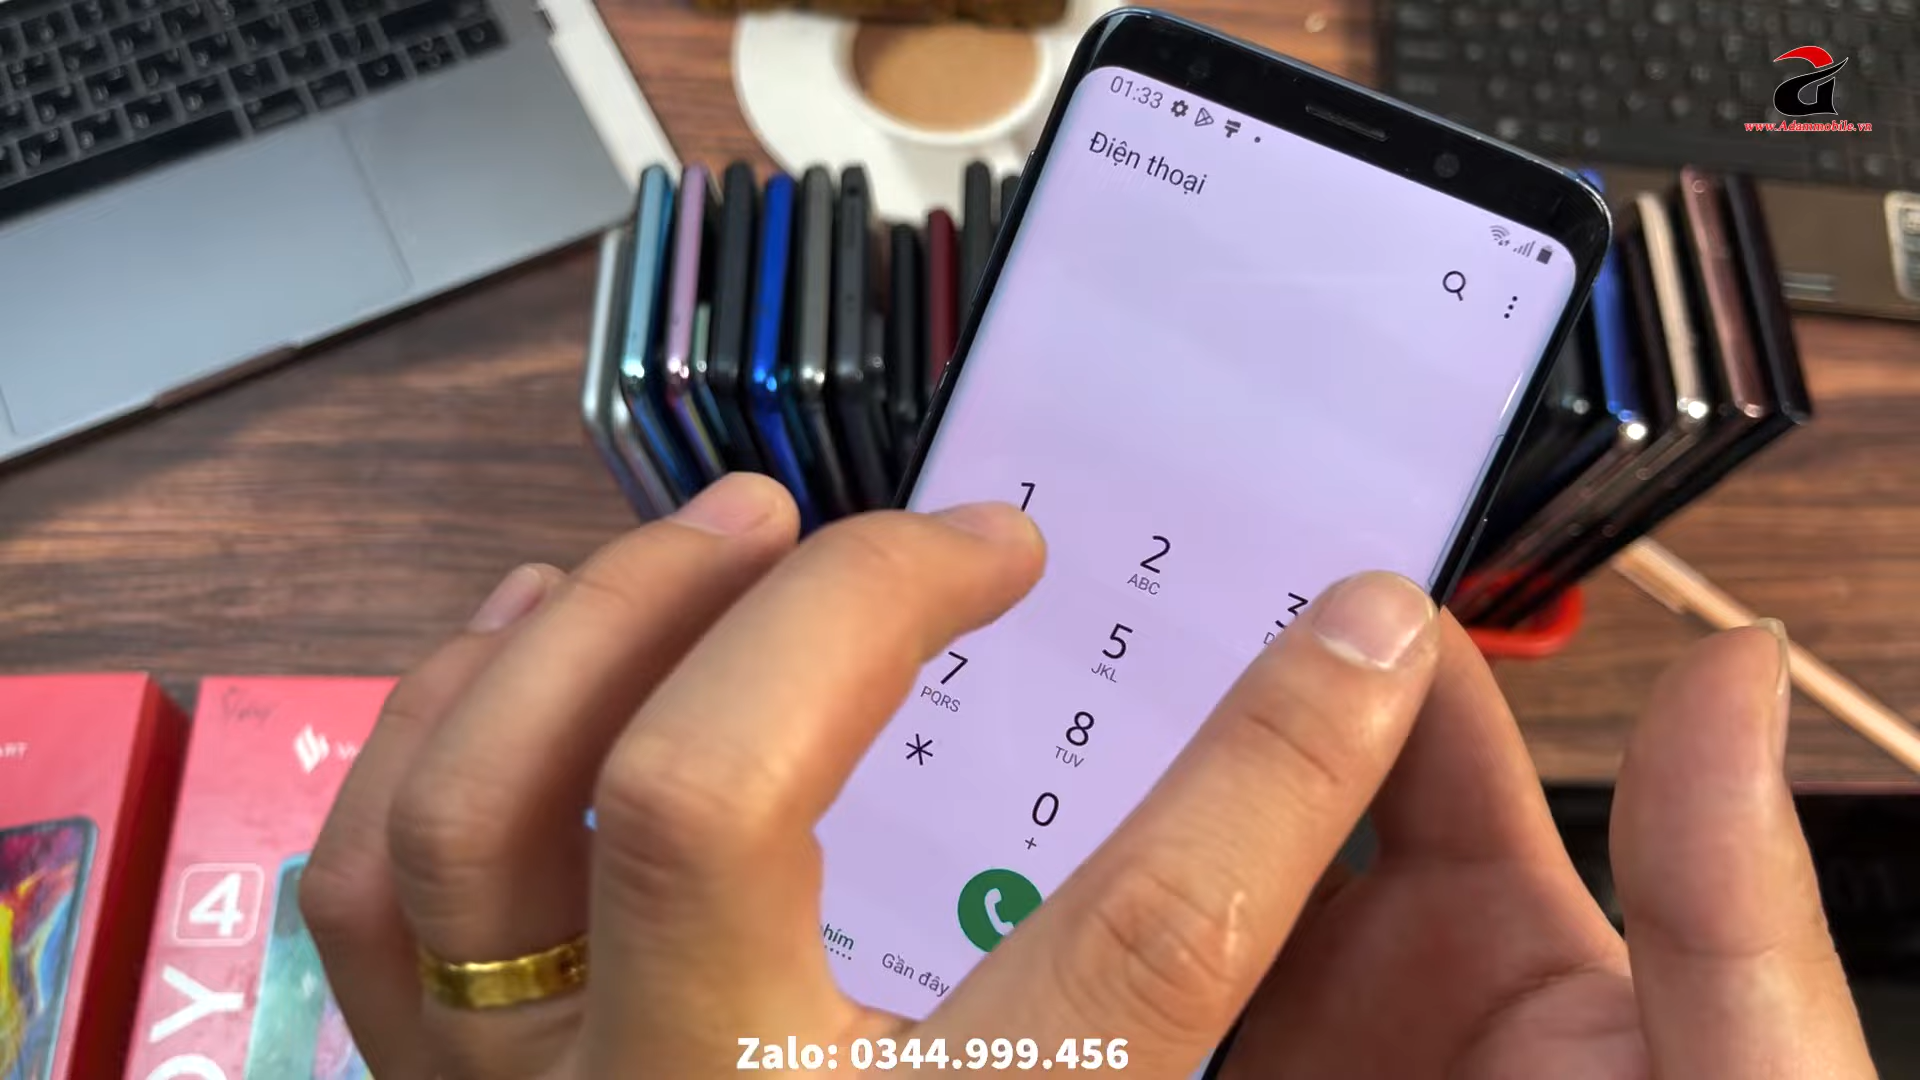 www.Adammobile.vn
01:33
Điện thoại
1
2
ABC
3
5
JKL
7
PQRS
8
TUV
*
0
+
hím
Gần đây
4
Zalo: 0344.999.456